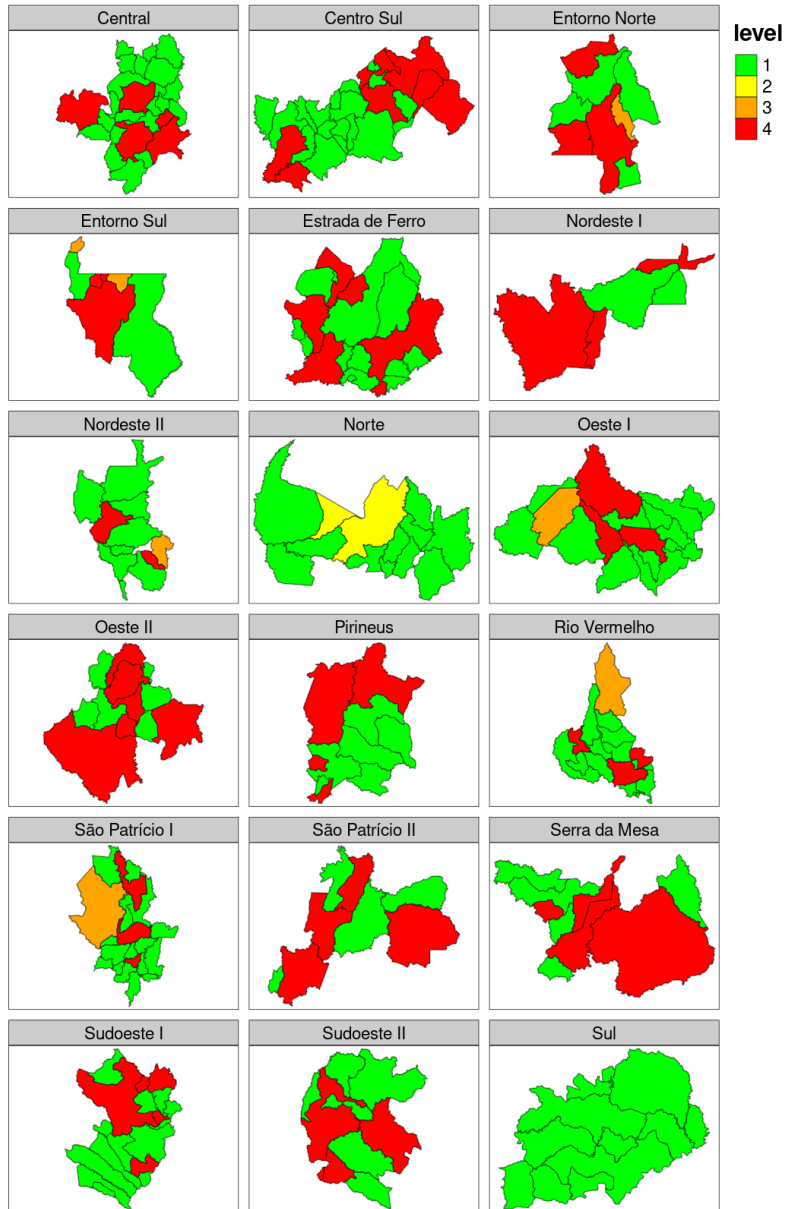 Central
Centro Sul
Entorno Norte
level
1
2
3
4
Entorno Sul
Estrada de Ferro
Nordeste I
Nordeste II
Norte
Oeste I
Oeste II
Pirineus
Rio Vermelho
São Patrício I
São Patrício II
Serra da Mesa
Sudoeste I
Sudoeste II
Sul